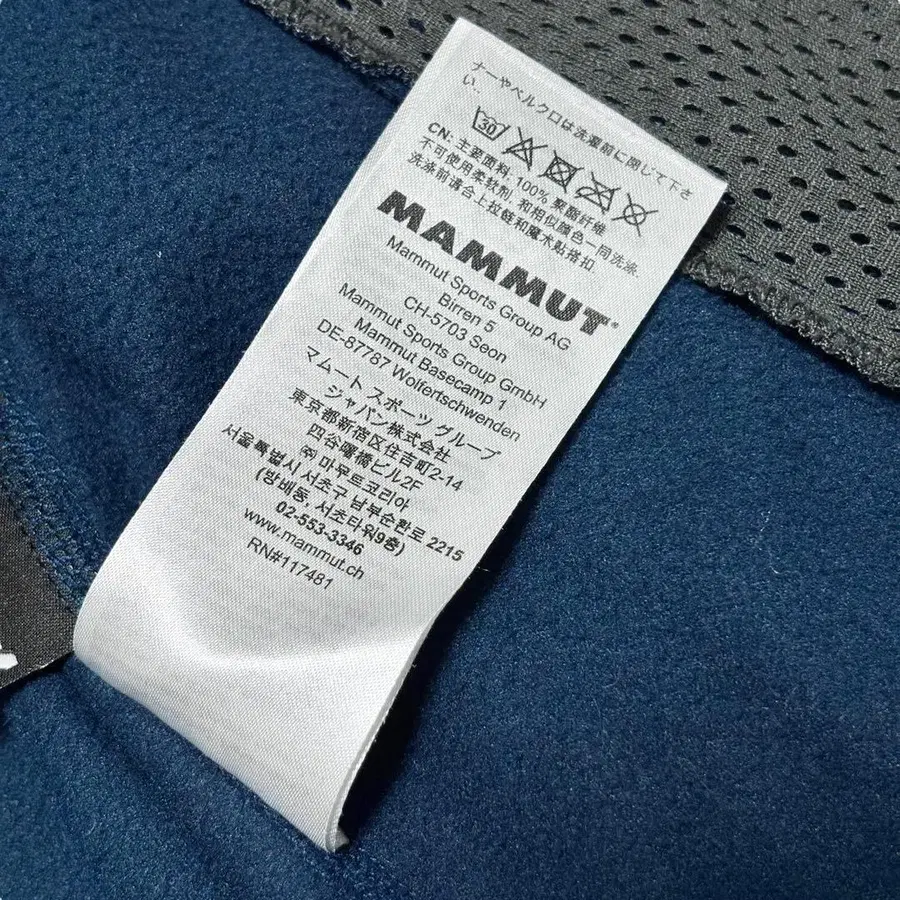 ナーやベルクロは洗濯前に閉じて下さ
い。
30
CN: 主要面料, 100% 聚酯纤维
不可使用柔软剂. 和相似颜色一同洗涤
洗涤前请合上拉链和魔术贴搭扣.
MAMMUT®
Mammut Sports Group AG
Birren 5
CH-5703 Seon
Mammut Sports Group GmbH
Mammut Basecamp 1
DE-87787 Wolfertschwenden
マムート スポーツ グループ
ジャパン株式会社
東京都新宿区住吉町2-14
四谷曙橋ビル2F
㈜ 마무트코리아
서울특별시 서초구 남부순환로 2215
(방배동, 서초타워9층)
02-553-3346
www.mammut.ch
RN#117481